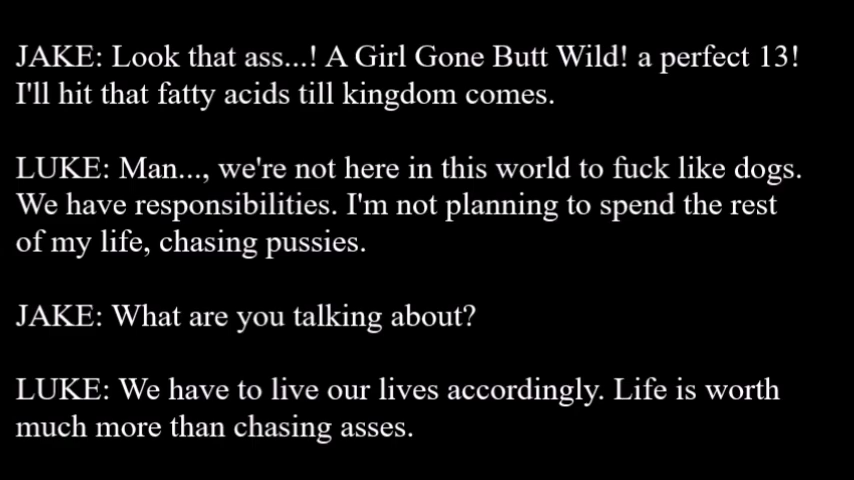 JAKE: Look that ass...! A Girl Gone Butt Wild! a perfect 13!
I'll hit that fatty acids till kingdom comes.
LUKE: Man..., we're not here in this world to fuck like dogs.
We have responsibilities. I'm not planning to spend the rest
of my life, chasing pussies.
JAKE: What are you talking about?
LUKE: We have to live our lives accordingly. Life is worth
much more than chasing asses.